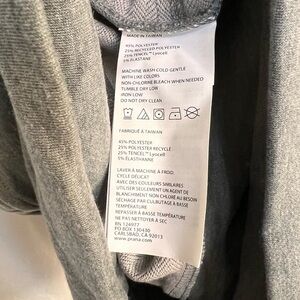 MADE IN TAIWAN
45% POLYESTER
25% RECYCLED POLYESTER
25% TENCEL™ Lyocell
5% ELASTANE
MACHINE WASH COLD GENTLE
WITH LIKE COLORS
NON-CHLORINE BLEACH WHEN NEEDED
TUMBLE DRY LOW
IRON LOW
DO NOT DRY CLEAN
FABRIQUÉ À TAIWAN
45% POLYESTER
25% POLYESTER RECYCLÉ
25% TENCEL™ Lyocell
5% ÉLASTHANNE
LAVER À MACHINE À FROID,
CYCLE DÉLICAT
AVEC DES COULEURS SIMILAIRES
UTILISER SEULEMENT UN AGENT DE
BLANCHIMENT NON CHLORÉ AU BESOIN
SÉCHAGE PAR CULBUTAGE À BASSE
TEMPÉRATURE
REPASSER À BASSE TEMPÉRATURE
NE PAS NETTOYER À SEC
RN 124977
PO BOX 130430
CARLSBAD, CA 92013
www.prana.com